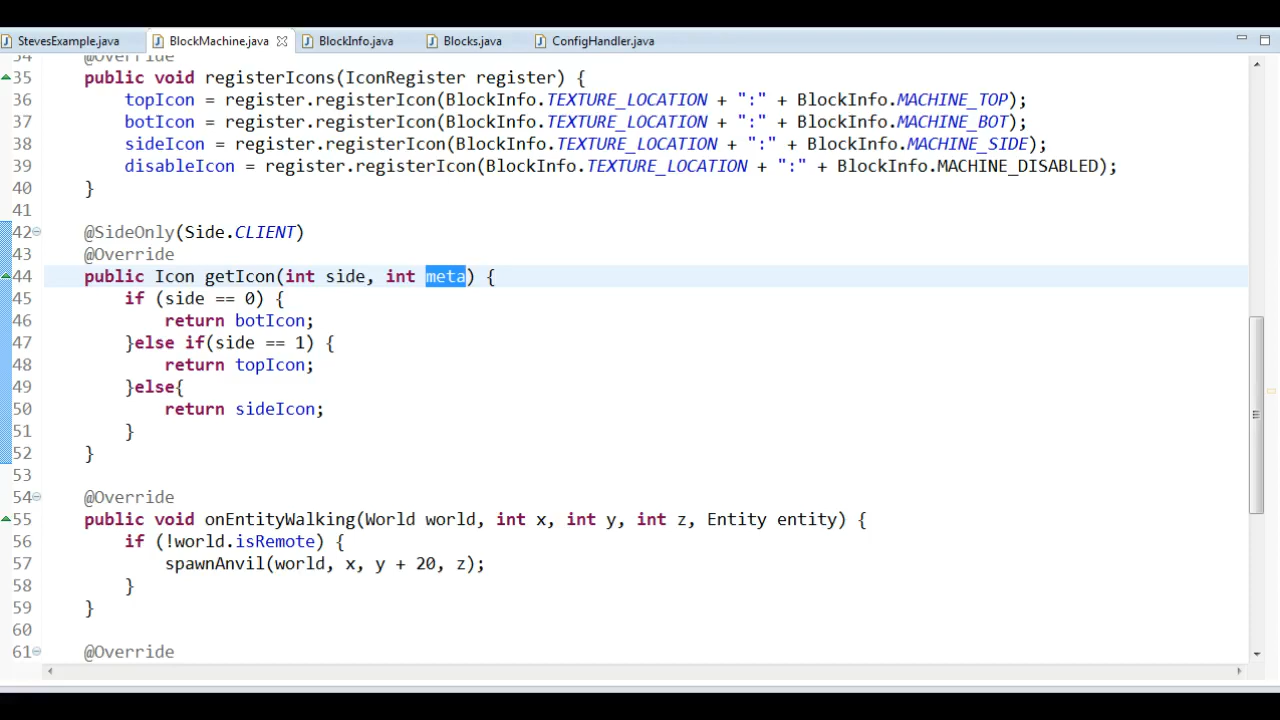 StevesExample.java BlockMachine.java BlockInfo.java Blocks.java ConfigHandler.java
34 @Override
35 public void registerIcons(IconRegister register) {
36 topIcon = register.registerIcon(BlockInfo.TEXTURE_LOCATION + ":" + BlockInfo.MACHINE_TOP);
37 botIcon = register.registerIcon(BlockInfo.TEXTURE_LOCATION + ":" + BlockInfo.MACHINE_BOT);
38 sideIcon = register.registerIcon(BlockInfo.TEXTURE_LOCATION + ":" + BlockInfo.MACHINE_SIDE);
39 disableIcon = register.registerIcon(BlockInfo.TEXTURE_LOCATION + ":" + BlockInfo.MACHINE_DISABLED);
40 }
41
42 @SideOnly(Side.CLIENT)
43 @Override
44 public Icon getIcon(int side, int meta) {
45 if (side == 0) {
46 return botIcon;
47 }else if(side == 1) {
48 return topIcon;
49 }else{
50 return sideIcon;
51 }
52 }
53
54 @Override
55 public void onEntityWalking(World world, int x, int y, int z, Entity entity) {
56 if (!world.isRemote) {
57 spawnAnvil(world, x, y + 20, z);
58 }
59 }
60
61 @Override